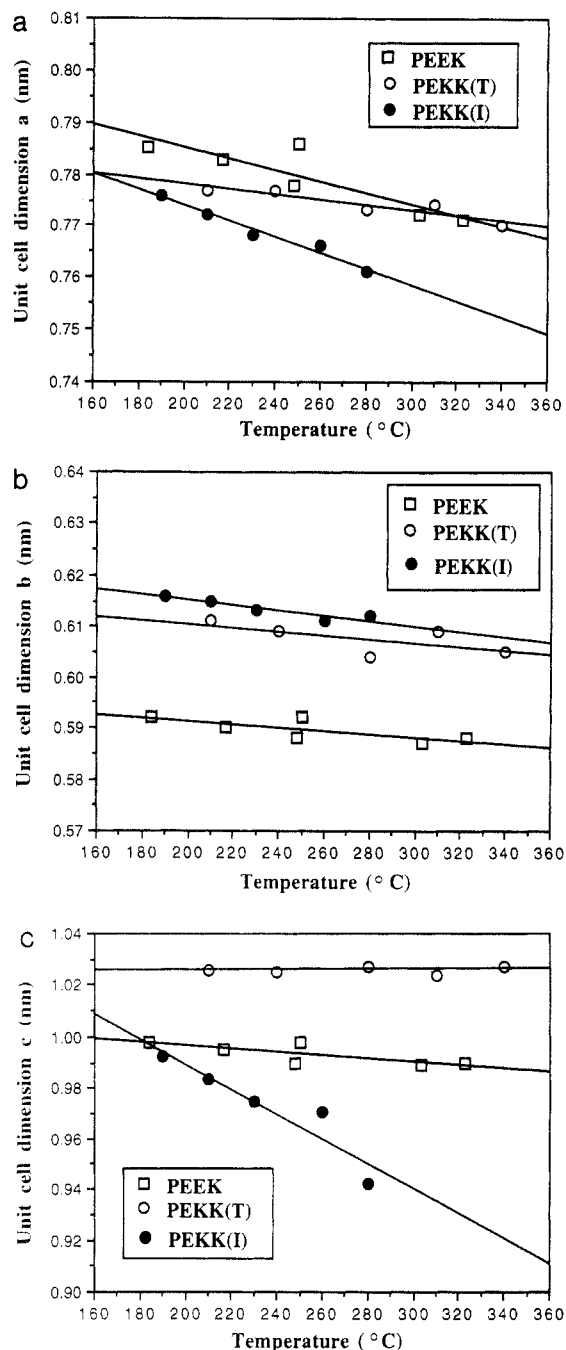 a
Unit cell dimension a (nm)
0.81
0.80
0.79
0.78
0.77
0.76
0.75
0.74
PEEK
PEKK(T)
PEKK(I)
160 180 200 220 240 260 280 300 320 340 360
Temperature (°C)
b
Unit cell dimension b (nm)
0.64
0.63
0.62
0.61
0.60
0.59
0.58
0.57
PEEK
PEKK(T)
PEKK(I)
160 180 200 220 240 260 280 300 320 340 360
Temperature (°C)
c
Unit cell dimension c (nm)
1.04
1.02
1.00
0.98
0.96
0.94
0.92
0.90
PEEK
PEKK(T)
PEKK(I)
160 180 200 220 240 260 280 300 320 340 360
Temperature (°C)